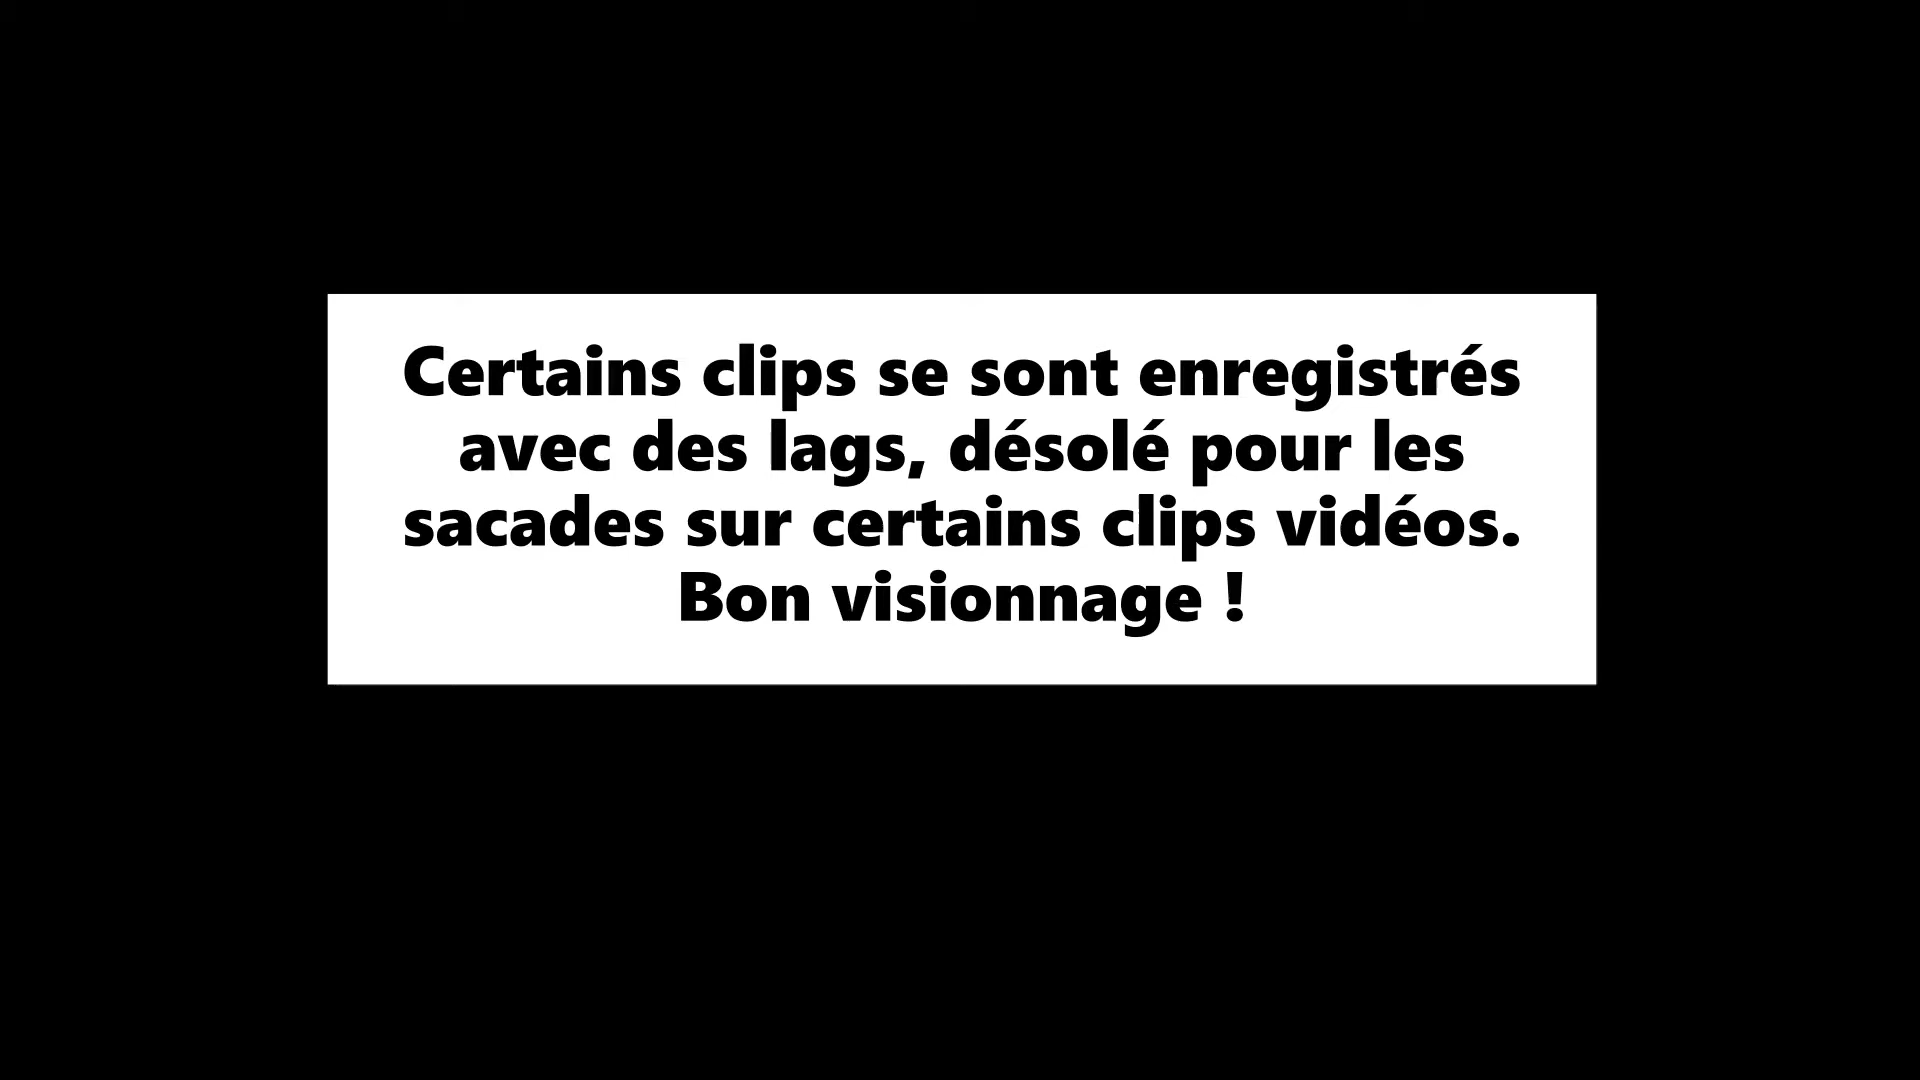 Certains clips se sont enregistrés
avec des lags, désolé pour les
sacades sur certains clips vidéos.
Bon visionnage !